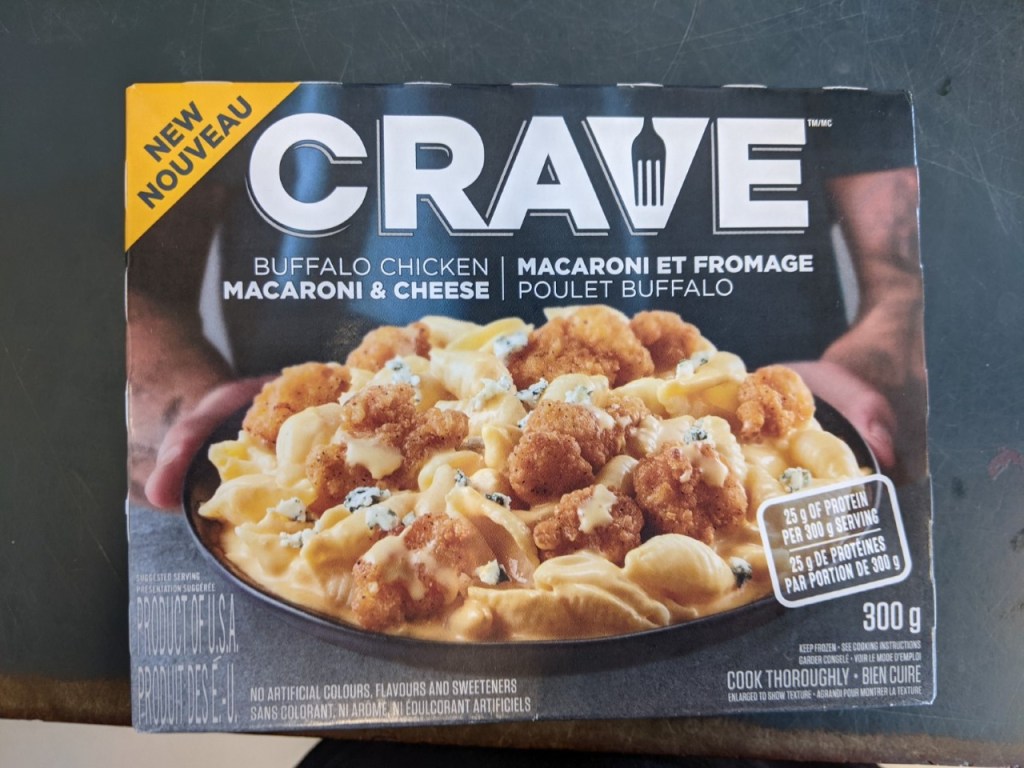 NEW
NOUVEAU
CRAVE TM/MC
BUFFALO CHICKEN
MACARONI & CHEESE
MACARONI ET FROMAGE
POULET BUFFALO
25 g OF PROTEIN
PER 300 g SERVING
25 g DE PROTÉINES
PAR PORTION DE 300 g
300 g
SUGGESTED SERVING
PRÉSENTATION SUGGÉRÉE
PRODUCT OF U.S.A.
PRODUIT DES É.-U.
NO ARTIFICIAL COLOURS, FLAVOURS AND SWEETENERS
SANS COLORANT, NI ARÔME, NI ÉDULCORANT ARTIFICIELS
KEEP FROZEN • SEE COOKING INSTRUCTIONS
GARDER CONGELÉ • VOIR LE MODE D'EMPLOI
COOK THOROUGHLY • BIEN CUIRE
ENLARGED TO SHOW TEXTURE • AGRANDI POUR MONTRER LA TEXTURE